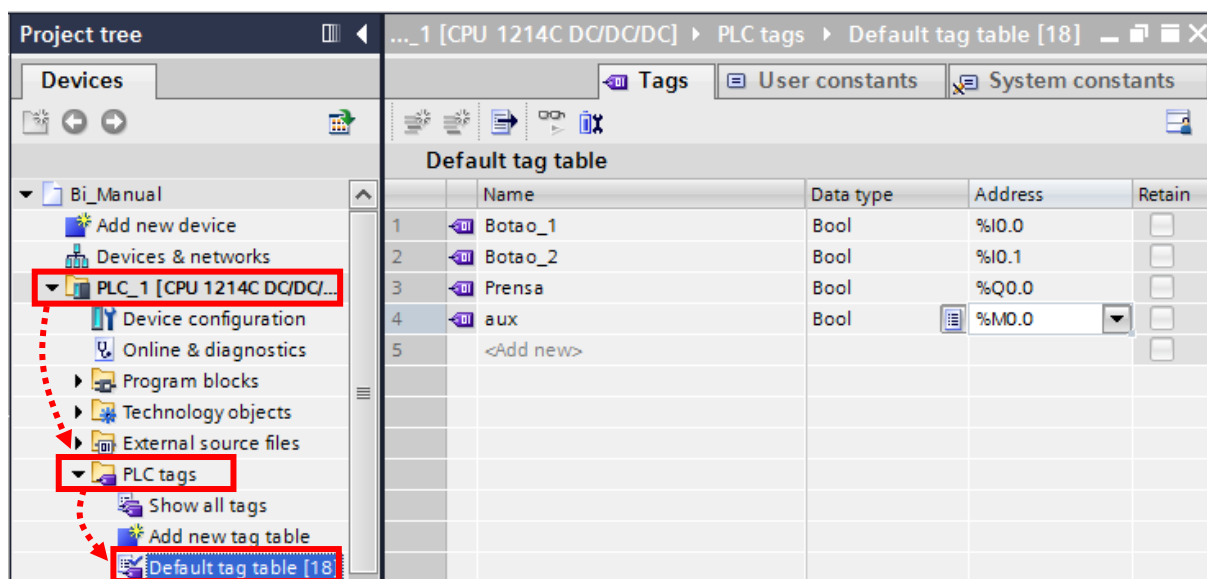 Project tree
..._1 [CPU 1214C DC/DC/DC] PLC tags Default tag table [18]
Devices
Tags User constants System constants
Default tag table
Bi_Manual
Add new device
Devices & networks
PLC_1 [CPU 1214C DC/DC/...
Device configuration
Online & diagnostics
Program blocks
Technology objects
External source files
PLC tags
Show all tags
Add new tag table
Default tag table [18]
Name Data type Address Retain
1 Botao_1 Bool %I0.0
2 Botao_2 Bool %I0.1
3 Prensa Bool %Q0.0
4 aux Bool %M0.0
5 <Add new>